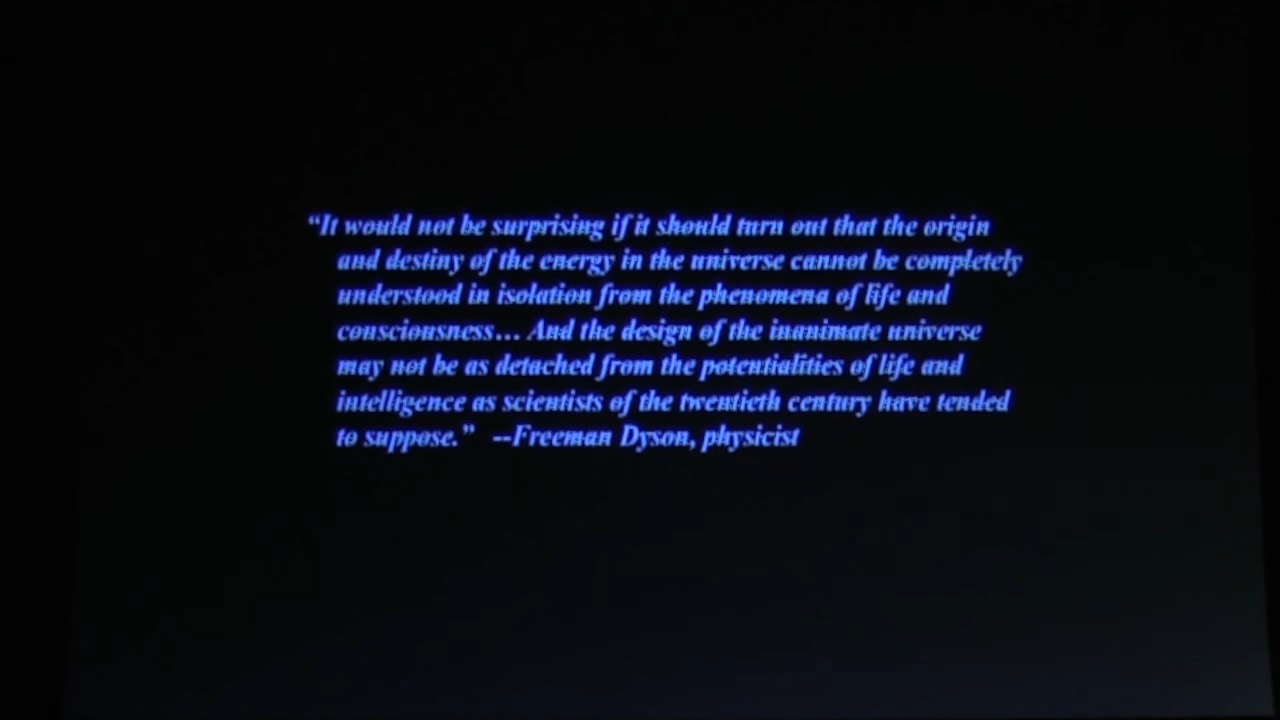 “It would not be surprising if it should turn out that the origin
and destiny of the energy in the universe cannot be completely
understood in isolation from the phenomena of life and
consciousness... And the design of the inanimate universe
may not be as detached from the potentialities of life and
intelligence as scientists of the twentieth century have tended
to suppose.” --Freeman Dyson, physicist